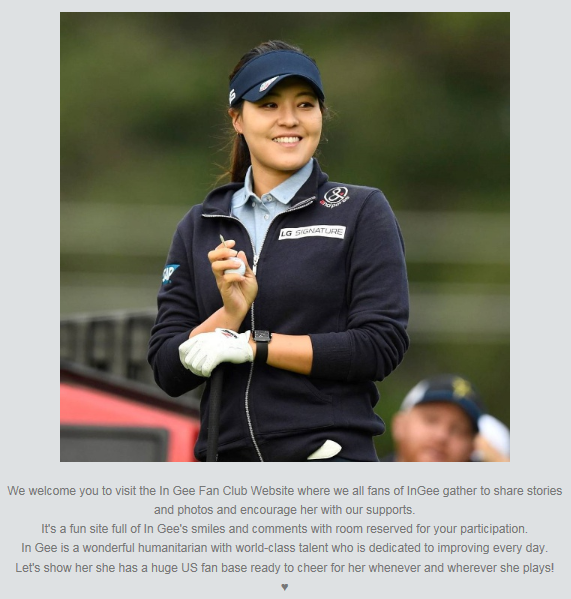 SAP
LG SIGNATURE
We welcome you to visit the In Gee Fan Club Website where we all fans of InGee gather to share stories
and photos and encourage her with our supports.
It's a fun site full of In Gee's smiles and comments with room reserved for your participation.
In Gee is a wonderful humanitarian with world-class talent who is dedicated to improving every day.
Let's show her she has a huge US fan base ready to cheer for her whenever and wherever she plays!
♥